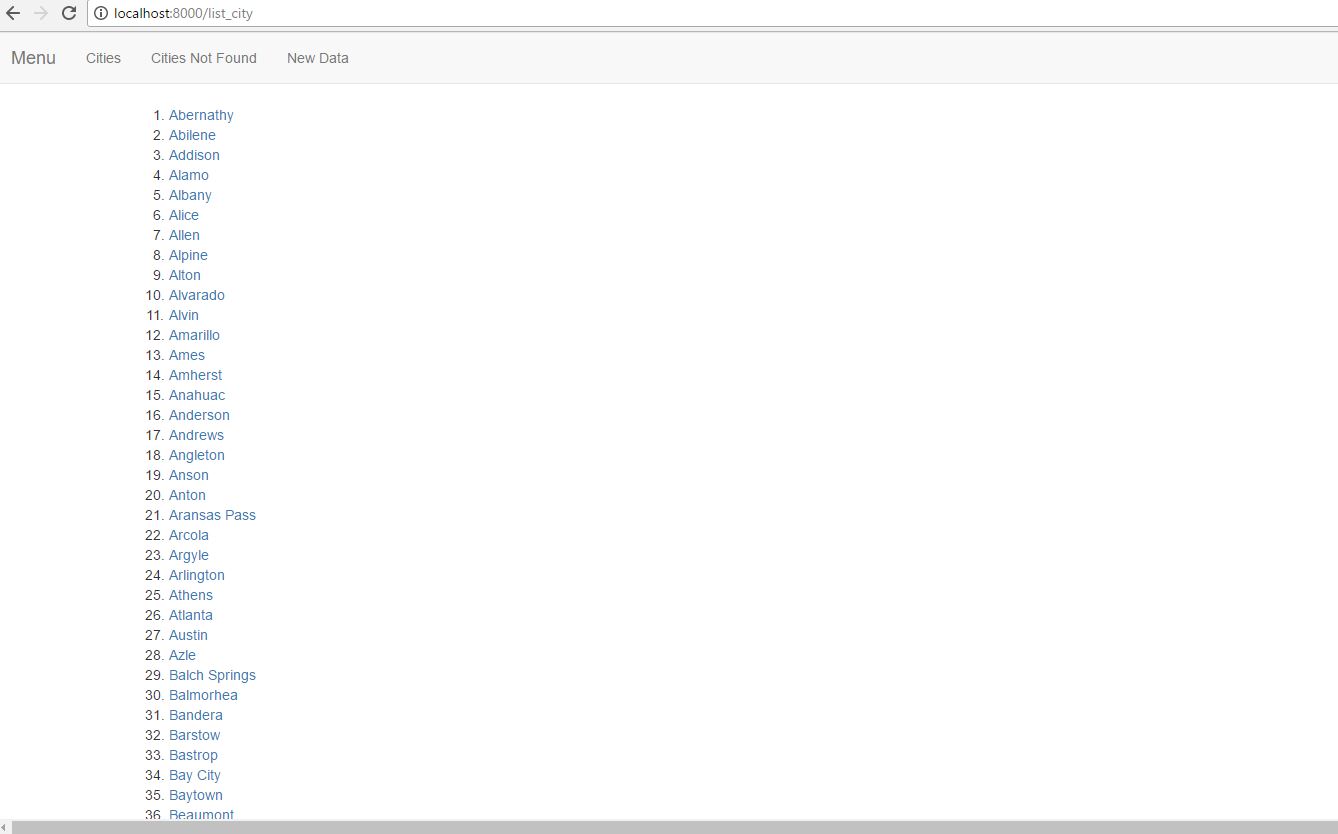 localhost:8000/list_city
Menu Cities Cities Not Found New Data
1. Abernathy
2. Abilene
3. Addison
4. Alamo
5. Albany
6. Alice
7. Allen
8. Alpine
9. Alton
10. Alvarado
11. Alvin
12. Amarillo
13. Ames
14. Amherst
15. Anahuac
16. Anderson
17. Andrews
18. Angleton
19. Anson
20. Anton
21. Aransas Pass
22. Arcola
23. Argyle
24. Arlington
25. Athens
26. Atlanta
27. Austin
28. Azle
29. Balch Springs
30. Balmorhea
31. Bandera
32. Barstow
33. Bastrop
34. Bay City
35. Baytown
36. Beaumont